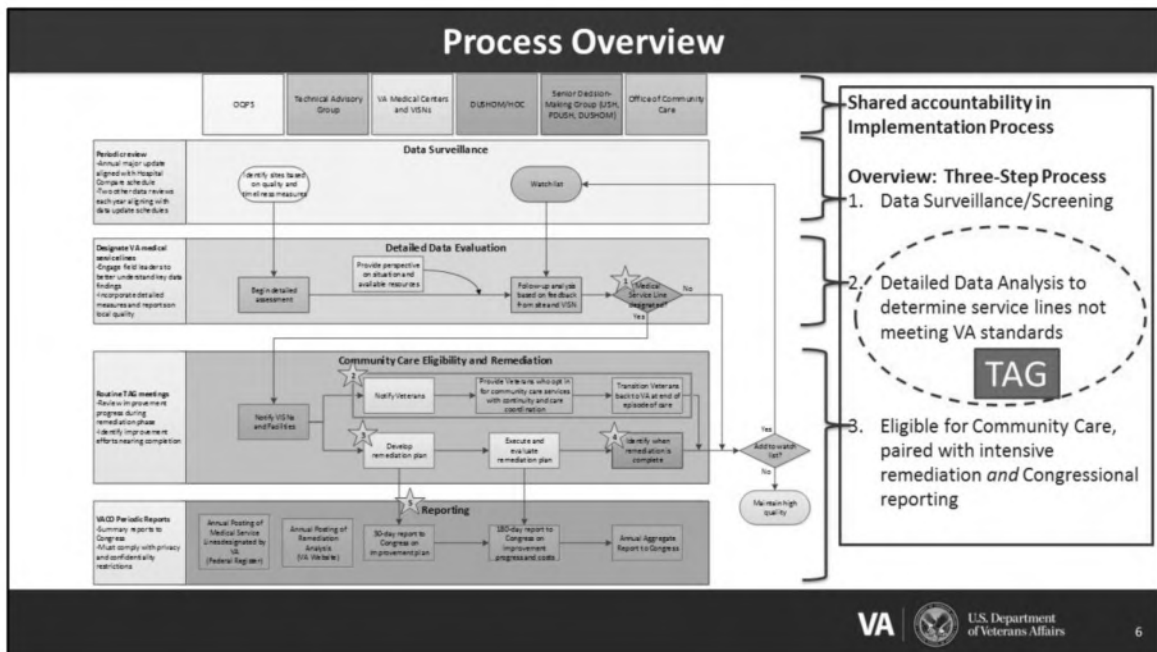 Process Overview
OQPS
Technical Advisory
Group
VA Medical Centers
and VISNs
DUSHOM/HOC
Senior Decision-
Making Group (USH,
PDUSH, DUSHOM)
Office of Community
Care
Periodic review
-Annual major update
aligned with Hospital
Compare schedule
-Two other data reviews
each year aligning with
data update schedules
Data Surveillance
Identify sites based
on quality and
timeliness measures
Watch list
Designate VA medical
service lines
-Engage field leaders to
better understand key data
findings
-Incorporate detailed
measures and reports on
local quality
Detailed Data Evaluation
Begin detailed
assessment
Provide perspective
on situation and
available resources
Follow-up analysis
based on feedback
from site and VISN
1
Medical
Service Line
designated?
No
Yes
Routine TAG meetings
-Review improvement
progress during
remediation phase
-Identify improvement
efforts nearing completion
Community Care Eligibility and Remediation
2
Notify VISNs
and Facilities
Notify Veterans
Provide Veterans who opt in
for community care services
with continuity and care
coordination
Transition Veterans
back to VA at end of
episode of care
3
Develop
remediation plan
Execute and
evaluate
remediation plan
4
Identify when
remediation is
complete
Yes
Add to watch
list?
No
Maintain high
quality
VACO Periodic Reports
-Summary reports to
Congress
-Must comply with privacy
and confidentiality
restrictions
5
Reporting
Annual Posting of
Medical Service
Lines designated by
VA
(Federal Register)
Annual Posting of
Remediation
Analysis
(VA Website)
30-day report to
Congress on
improvement plan
180-day report to
Congress on
improvement
progress and costs
Annual Aggregate
Report to Congress
Shared accountability in
Implementation Process
Overview: Three-Step Process
1. Data Surveillance/Screening
2. Detailed Data Analysis to
determine service lines not
meeting VA standards
TAG
3. Eligible for Community Care,
paired with intensive
remediation and Congressional
reporting
VA
U.S. Department
of Veterans Affairs
6